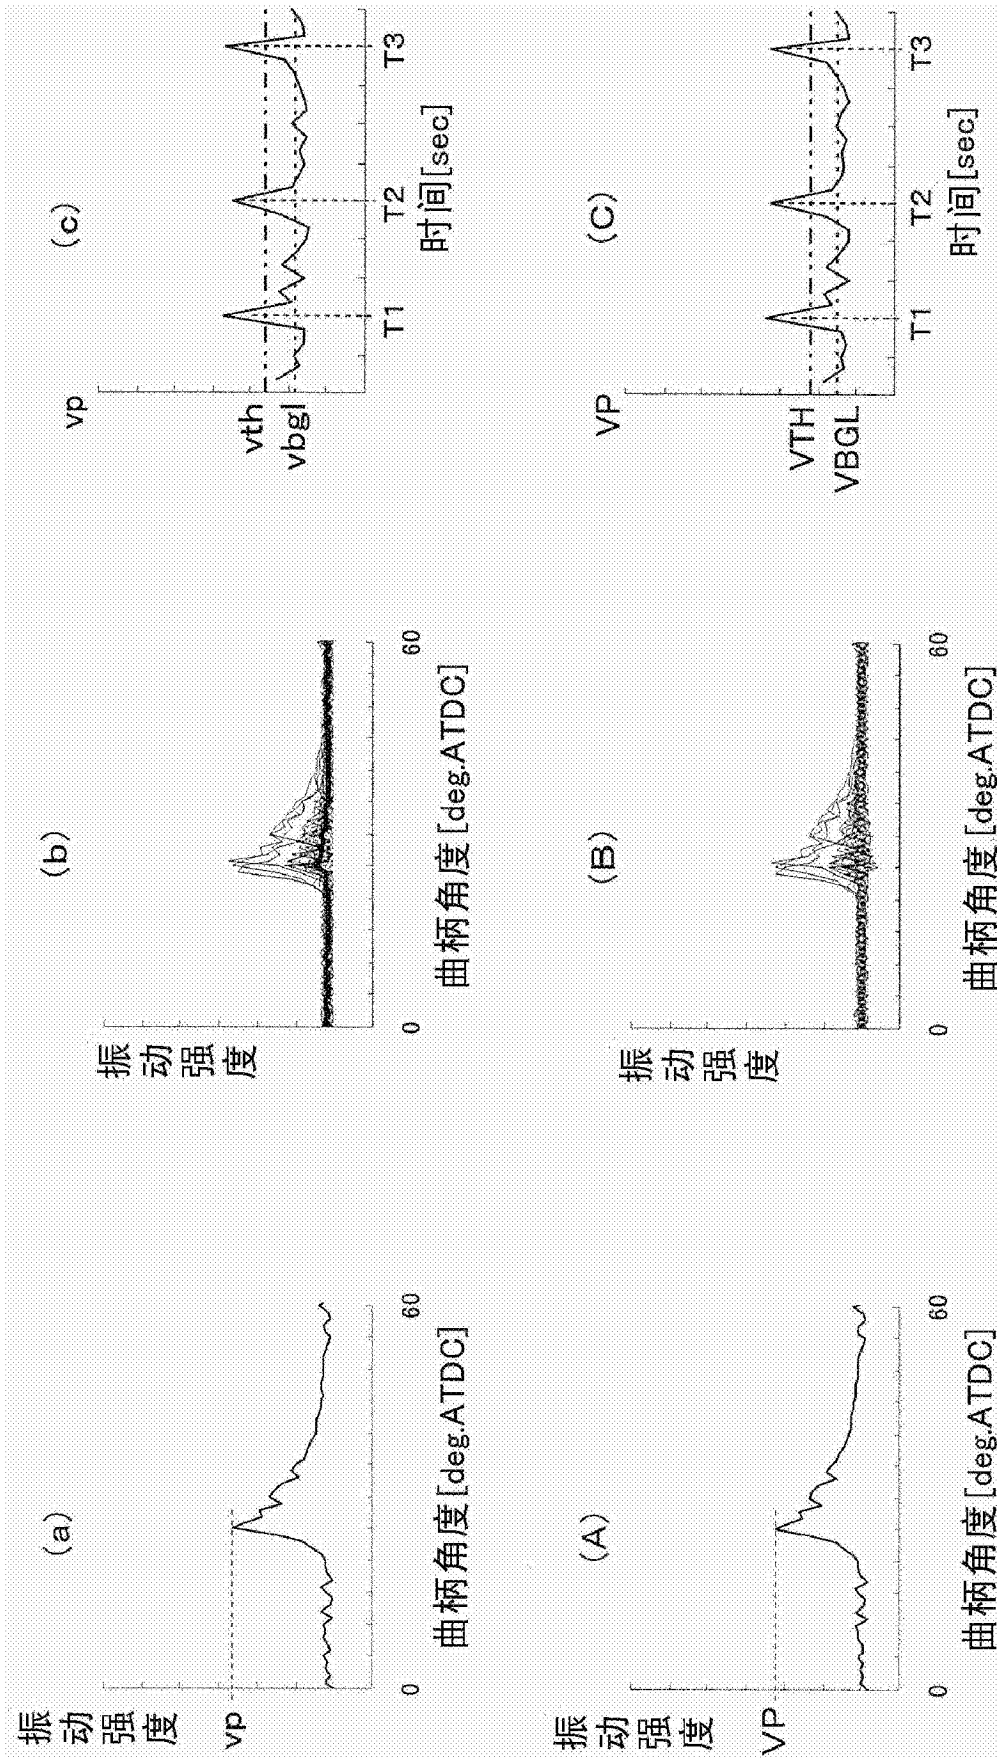 (a)
振动强度
vp
0
60
曲柄角度[deg.ATDC]
(b)
振动强度
0
60
曲柄角度[deg.ATDC]
(c)
vp
vth
vbgl
T1
T2
T3
时间[sec]
(A)
振动强度
VP
0
60
曲柄角度[deg.ATDC]
(B)
振动强度
0
60
曲柄角度[deg.ATDC]
(C)
VP
VTH
VBGL
T1
T2
T3
时间[sec]